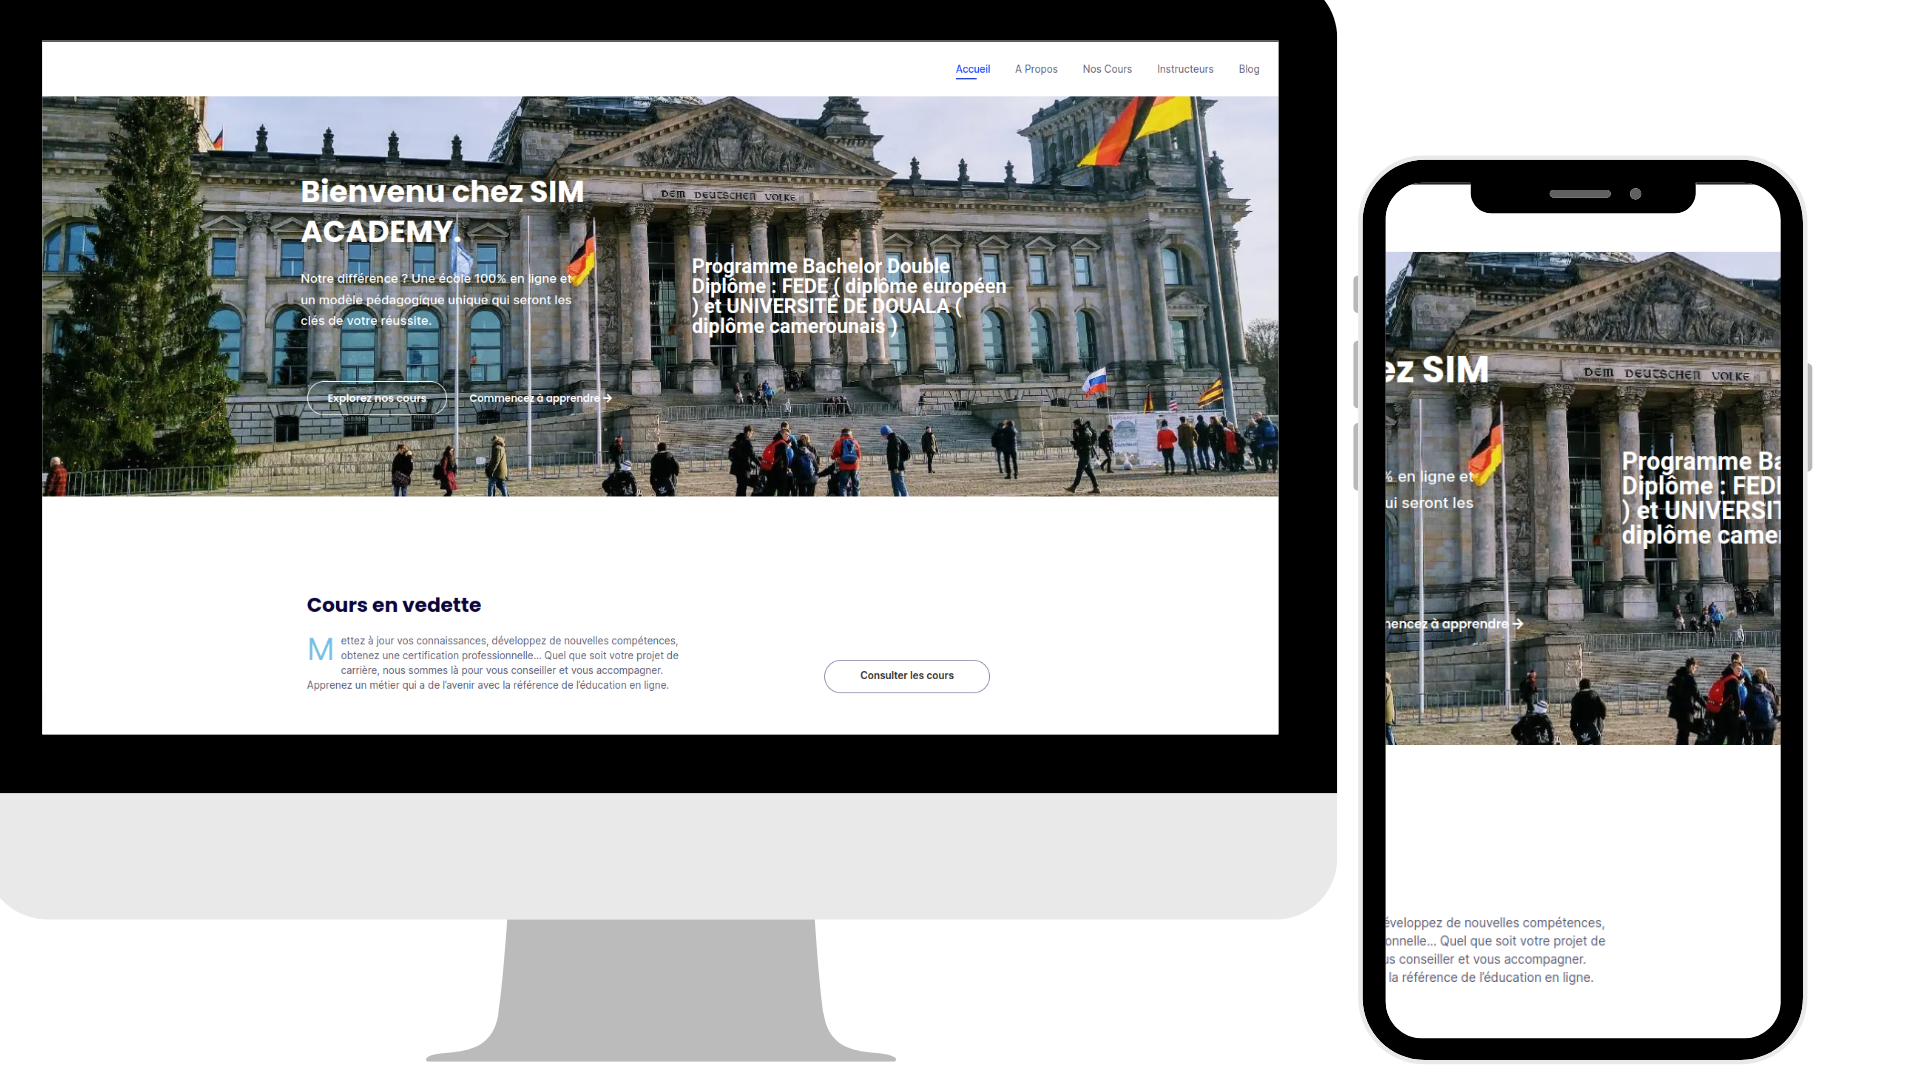 Accueil A Propos Nos Cours Instructeurs Blog
DEM DEUTSCHEN VOLKE
Bienvenu chez SIM
ACADEMY.
Notre différence ? Une école 100% en ligne et
un modèle pédagogique unique qui seront les
clés de votre réussite.
Explorez nos cours
Commencez à apprendre →
Programme Bachelor Double
Diplôme : FEDE ( diplôme européen
) et UNIVERSITÉ DE DOUALA (
diplôme camerounais )
Cours en vedette
Mettez à jour vos connaissances, développez de nouvelles compétences,
obtenez une certification professionnelle... Quel que soit votre projet de
carrière, nous sommes là pour vous conseiller et vous accompagner.
Apprenez un métier qui a de l'avenir avec la référence de l'éducation en ligne.
Consulter les cours
ez SIM
DEM DEUTSCHEN VOLKE
% en ligne et
ui seront les
mencez à apprendre →
Programme Ba
Diplôme : FEDE
) et UNIVERSIT
diplôme camer
éveloppez de nouvelles compétences,
onnelle... Quel que soit votre projet de
us conseiller et vous accompagner.
la référence de l'éducation en ligne.